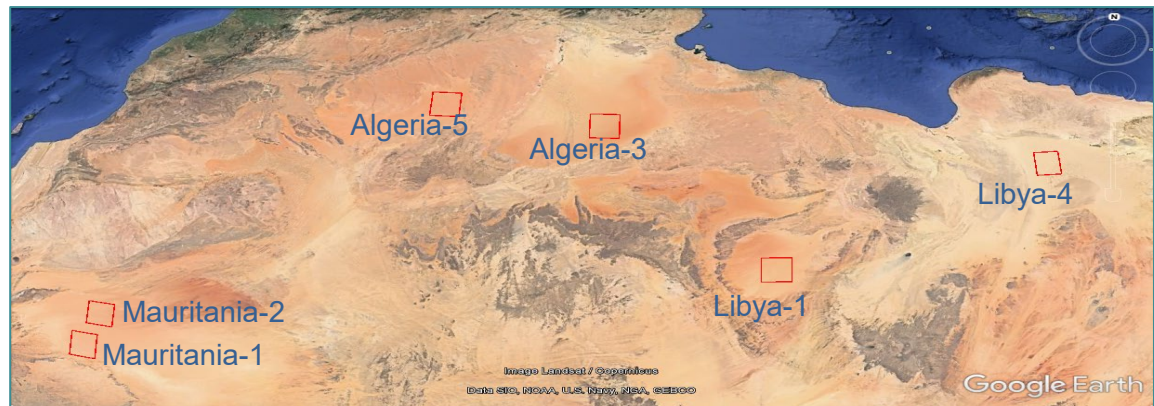 N
Algeria-5
Algeria-3
Libya-4
Libya-1
Mauritania-2
Mauritania-1
Image Landsat / Copernicus
Data SIO, NOAA, U.S. Navy, NGA, GEBCO
Google Earth